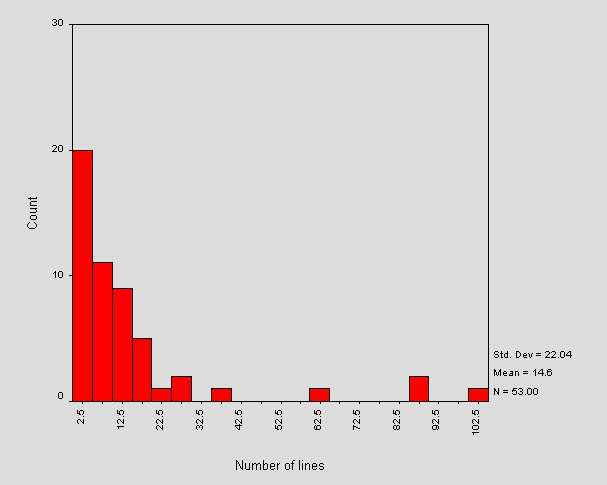 30
20
10
0
Count
2.5 12.5 22.5 32.5 42.5 52.5 62.5 72.5 82.5 92.5 102.5
Number of lines
Std. Dev = 22.04
Mean = 14.6
N = 53.00